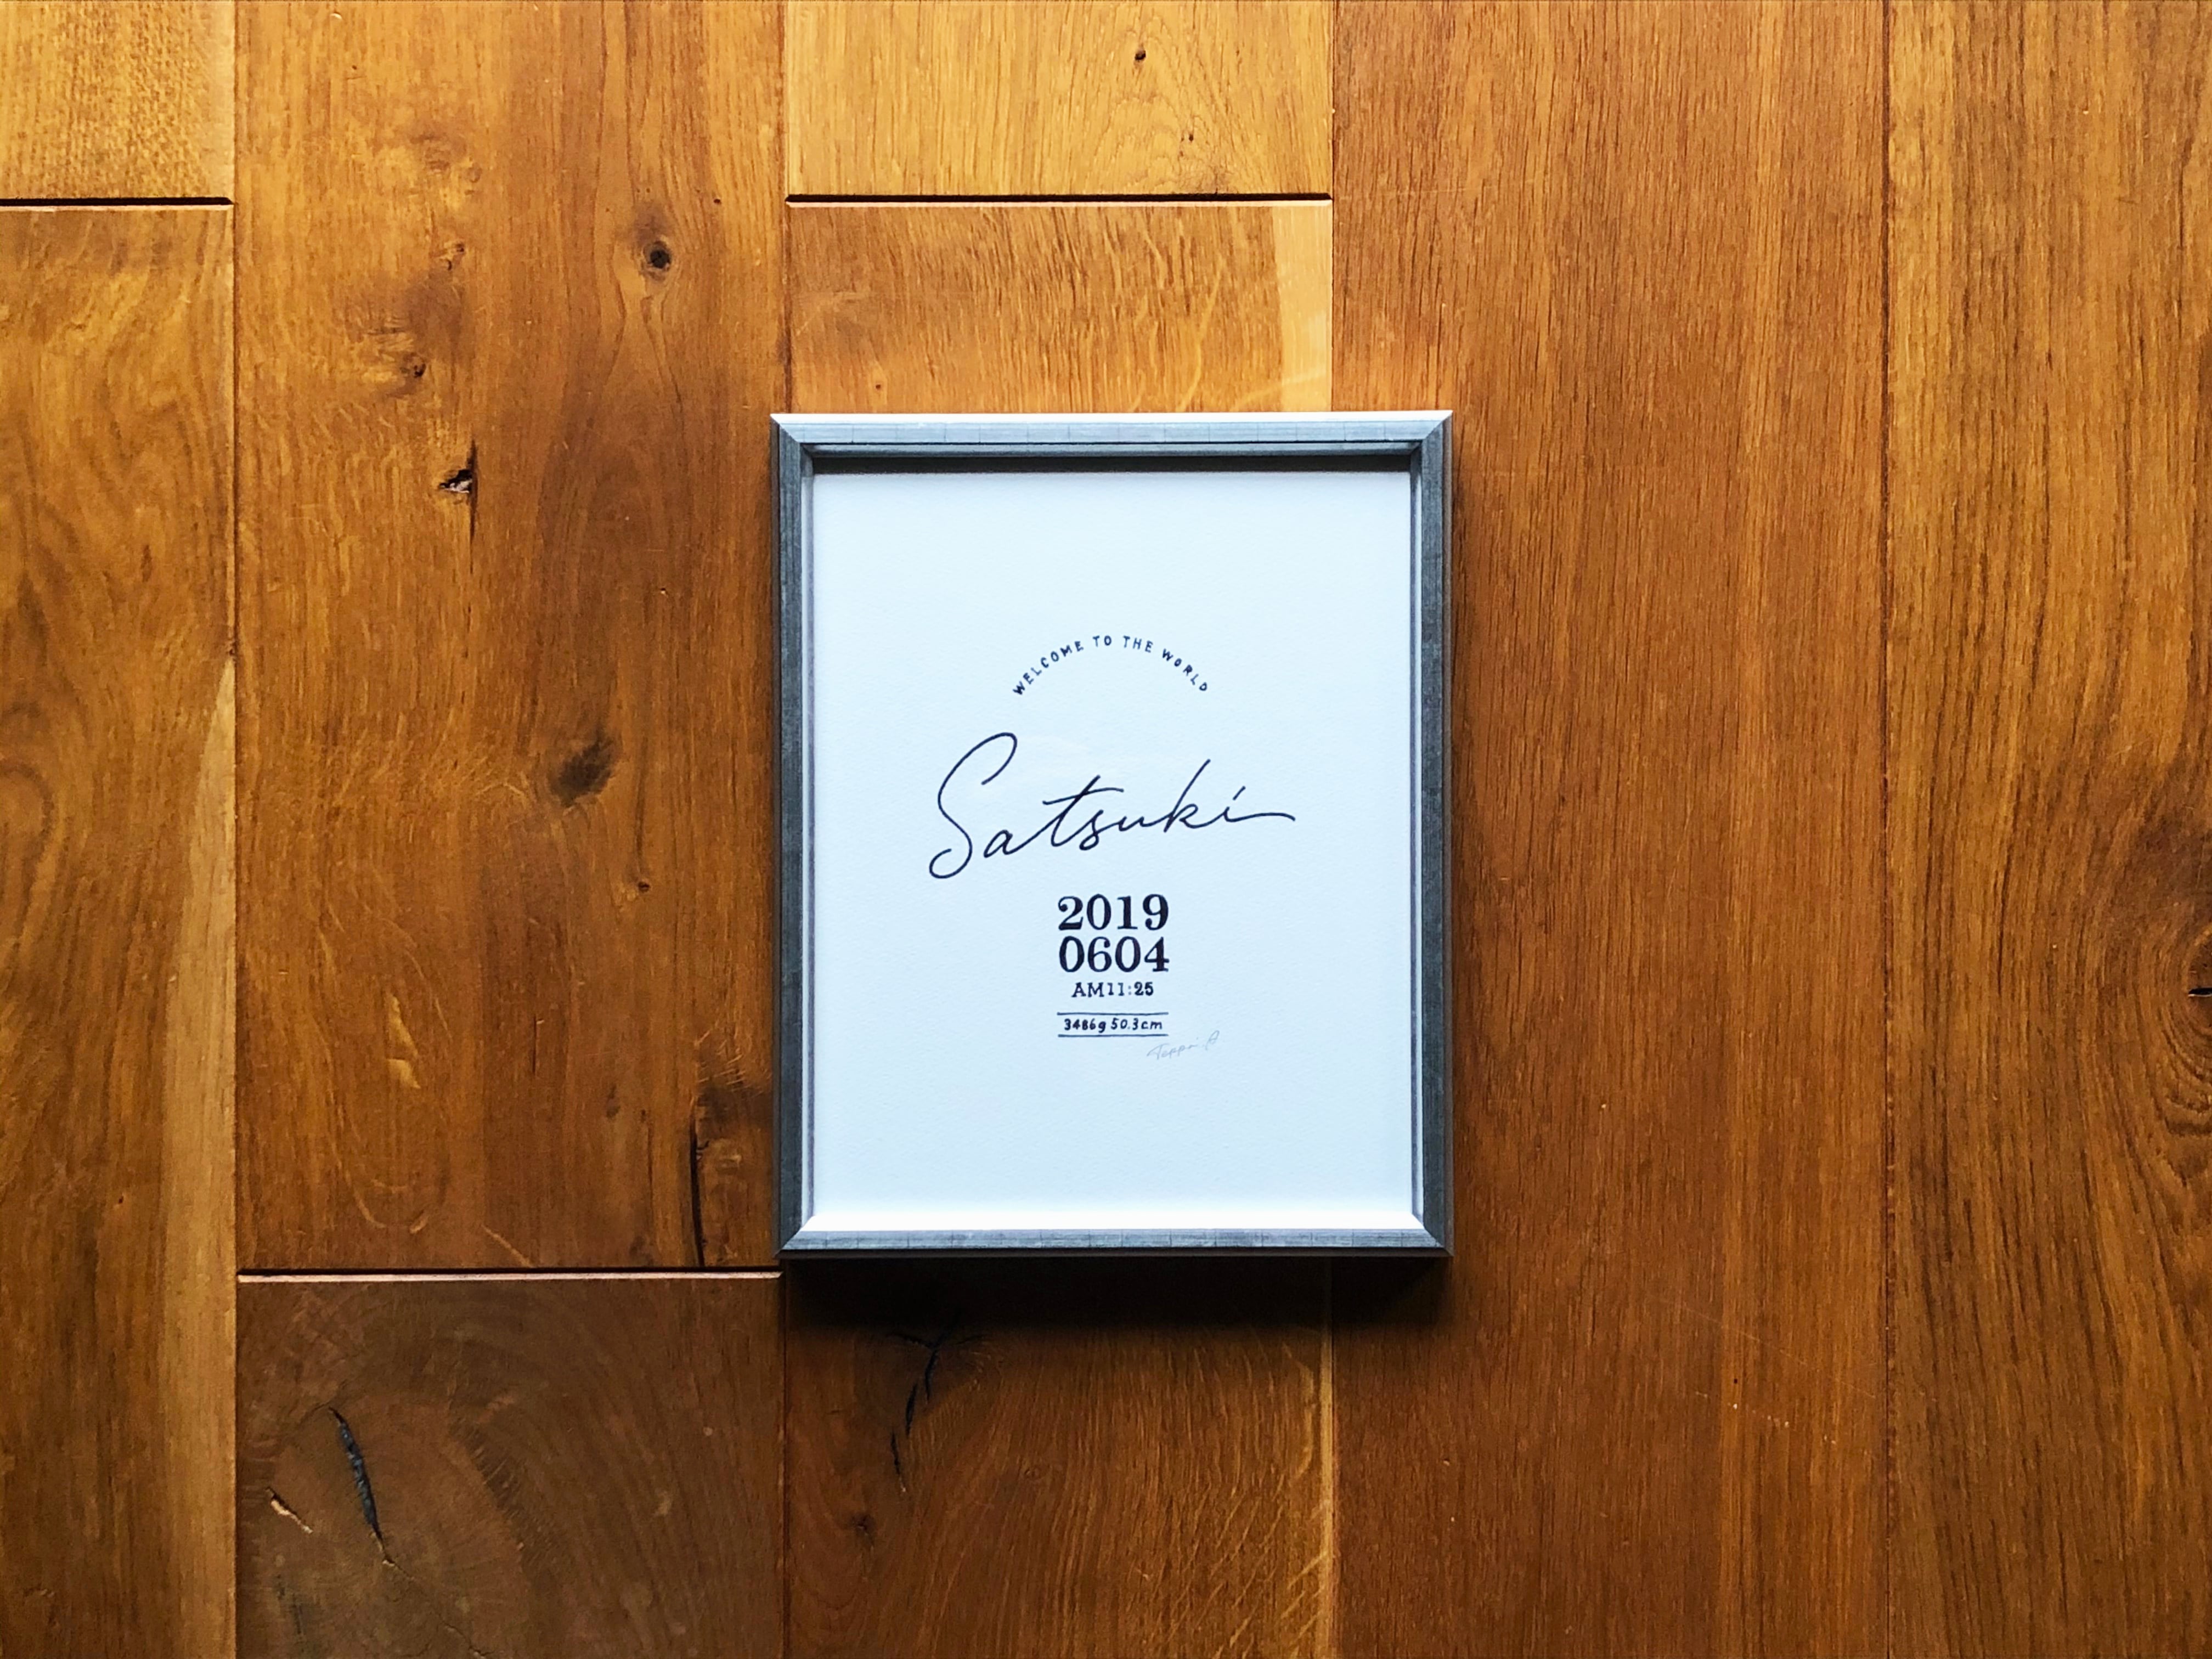 WELCOME TO THE WORLD
Satsuki
2019
0604
AM11:25
3486g 50.3cm